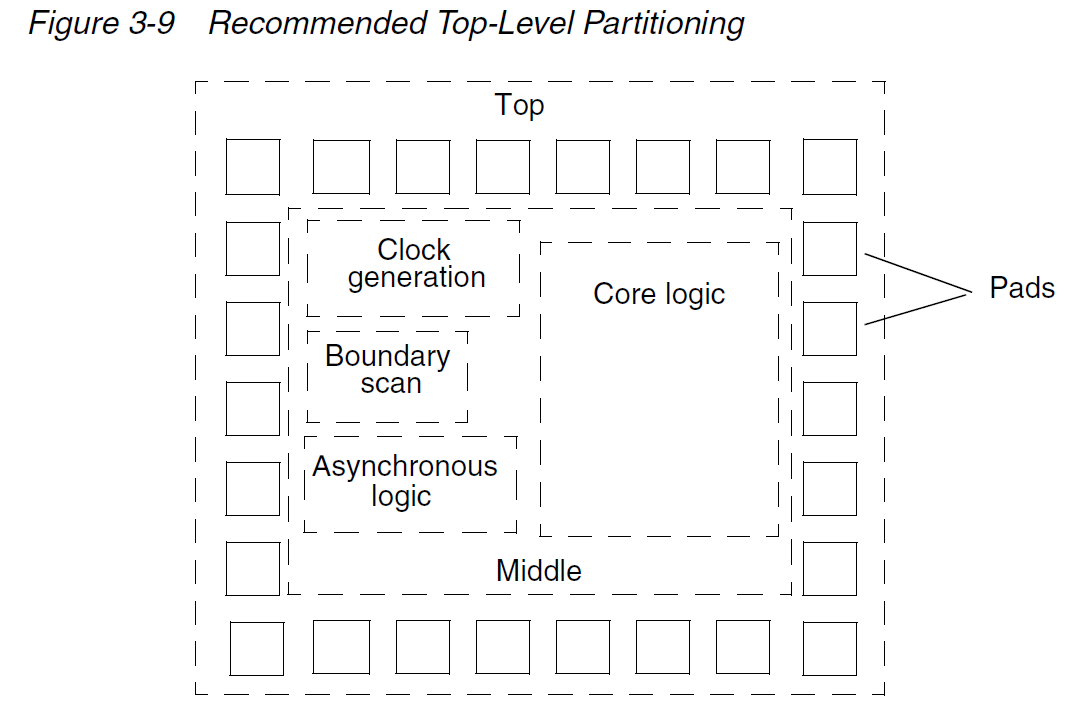 Figure 3-9 Recommended Top-Level Partitioning
Top
Clock
generation
Core logic
Pads
Boundary
scan
Asynchronous
logic
Middle